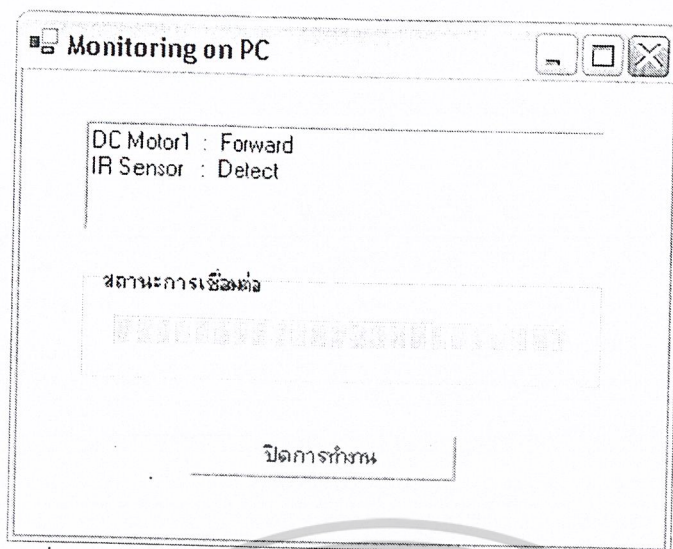 Monitoring on PC
DC Motor1 : Forward
IR Sensor : Detect
สถานะการเชื่อมต่อ
ปิดการทำงาน